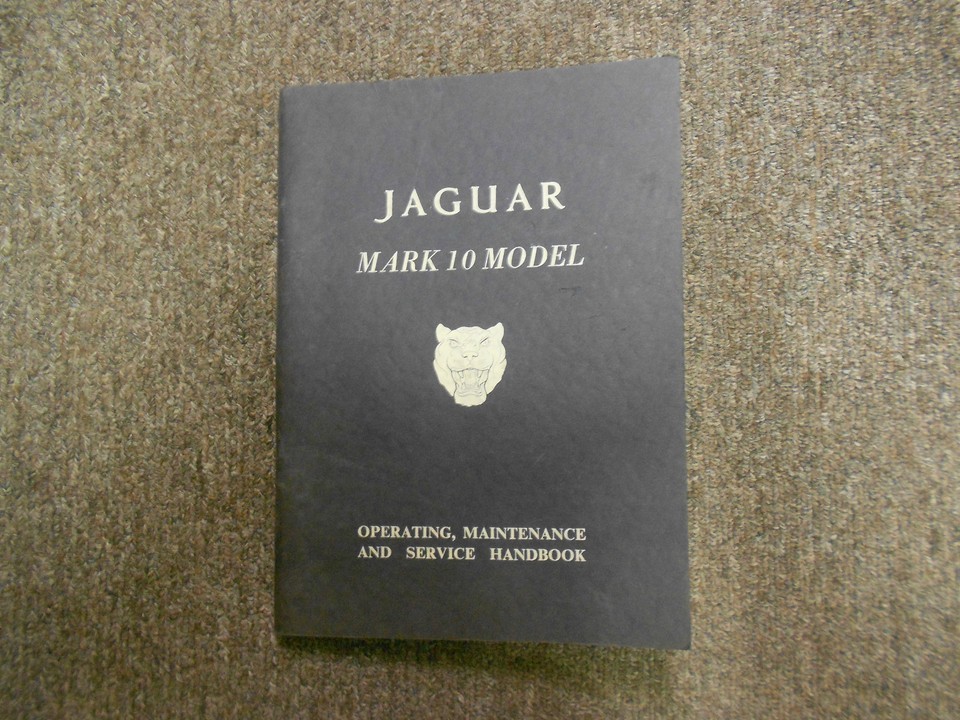 JAGUAR
MARK 10 MODEL
OPERATING, MAINTENANCE
AND SERVICE HANDBOOK